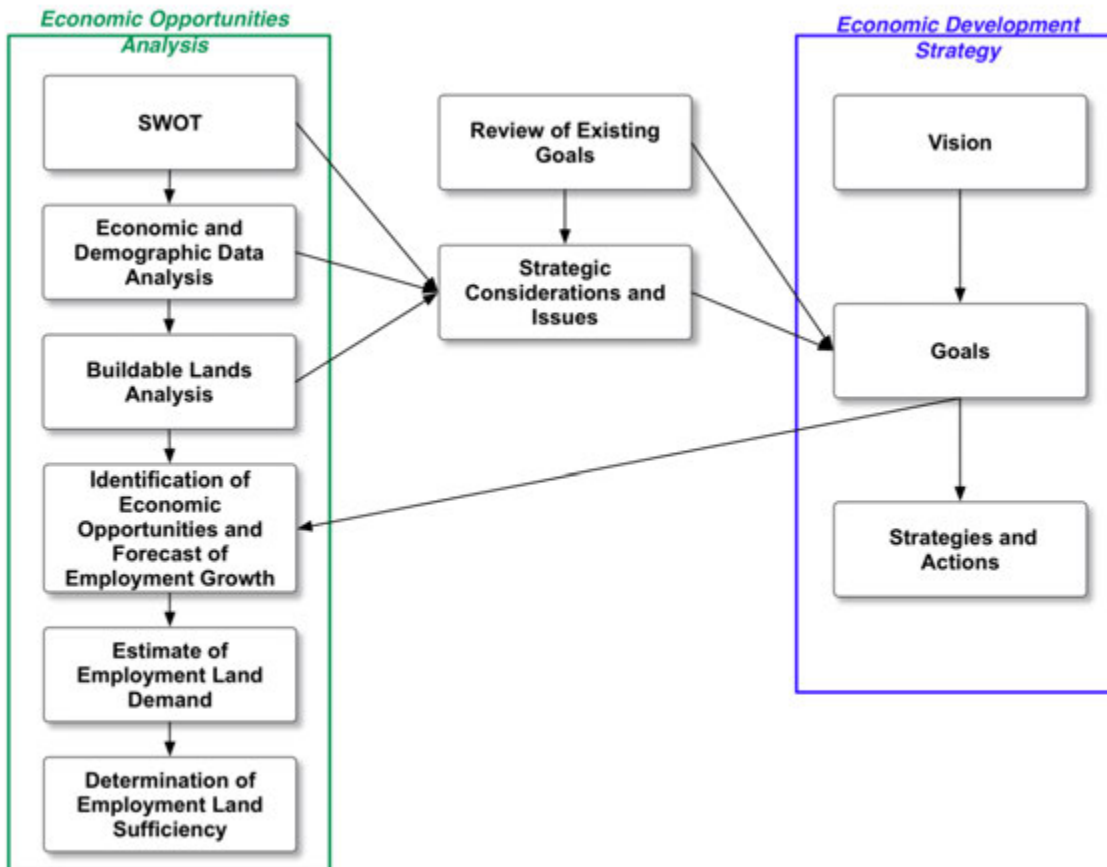 Economic Opportunities
Analysis
SWOT
Economic and
Demographic Data
Analysis
Buildable Lands
Analysis
Identification of
Economic
Opportunities and
Forecast of
Employment Growth
Estimate of
Employment Land
Demand
Determination of
Employment Land
Sufficiency
Review of Existing
Goals
Strategic
Considerations and
Issues
Economic Development
Strategy
Vision
Goals
Strategies and
Actions